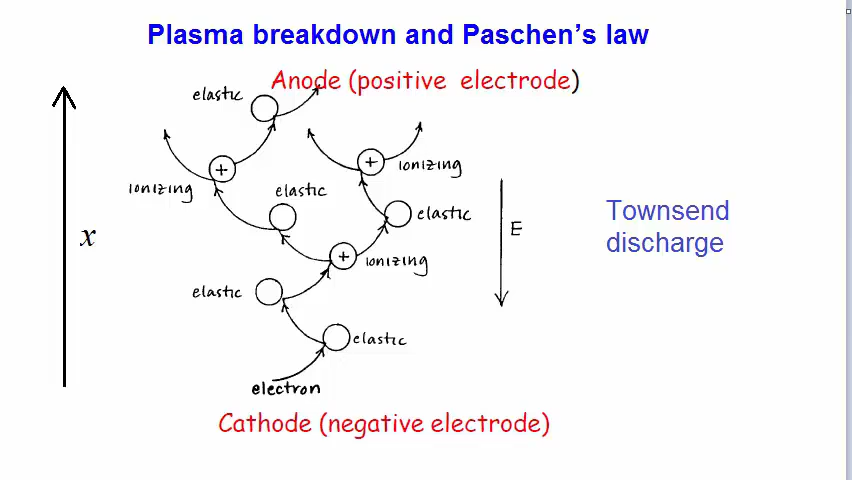 Plasma breakdown and Paschen's law
Anode (positive electrode)
elastic
+
+
ionizing
ionizing
elastic
elastic
Townsend
discharge
x
E
+
ionizing
elastic
elastic
electron
Cathode (negative electrode)